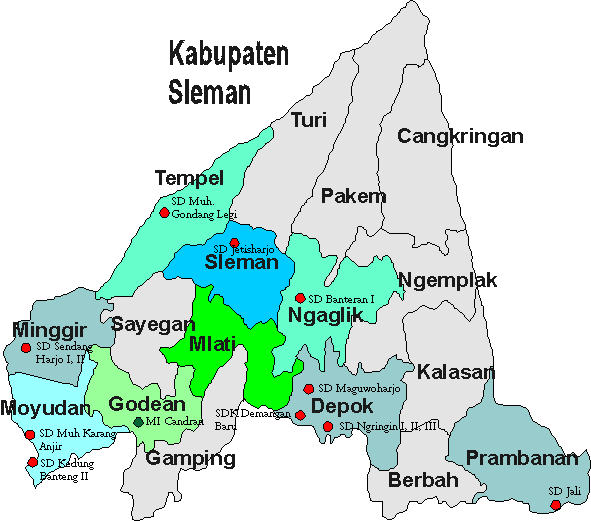 Kabupaten
Sleman
Turi
Cangkringan
Tempel
Pakem
SD Muh.
Gondang Legi
SD Jetisharjo
Sleman
Ngemplak
SD Banteran I
Ngaglik
Minggir
Sayegan
Mlati
SD Sendang
Harjo I, II
Kalasan
SD Maguwoharjo
Moyudan
Godean
Depok
SDK Demangan
Baru
MI Candran
SD Ngringin I, II, III
SD Muh Karang
Anjir
Gamping
Prambanan
SD Kedung
Banteng II
Berbah
SD Jali